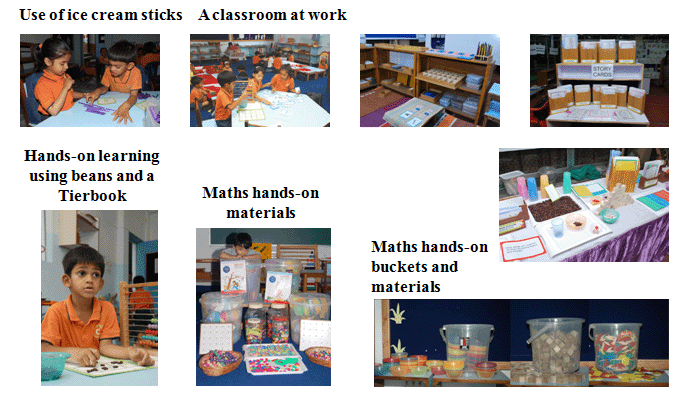 Use of ice cream sticks
A classroom at work
STORY
CARDS
Hands-on learning
using beans and a
Tierbook
Maths hands-on
materials
Maths hands-on
buckets and
materials